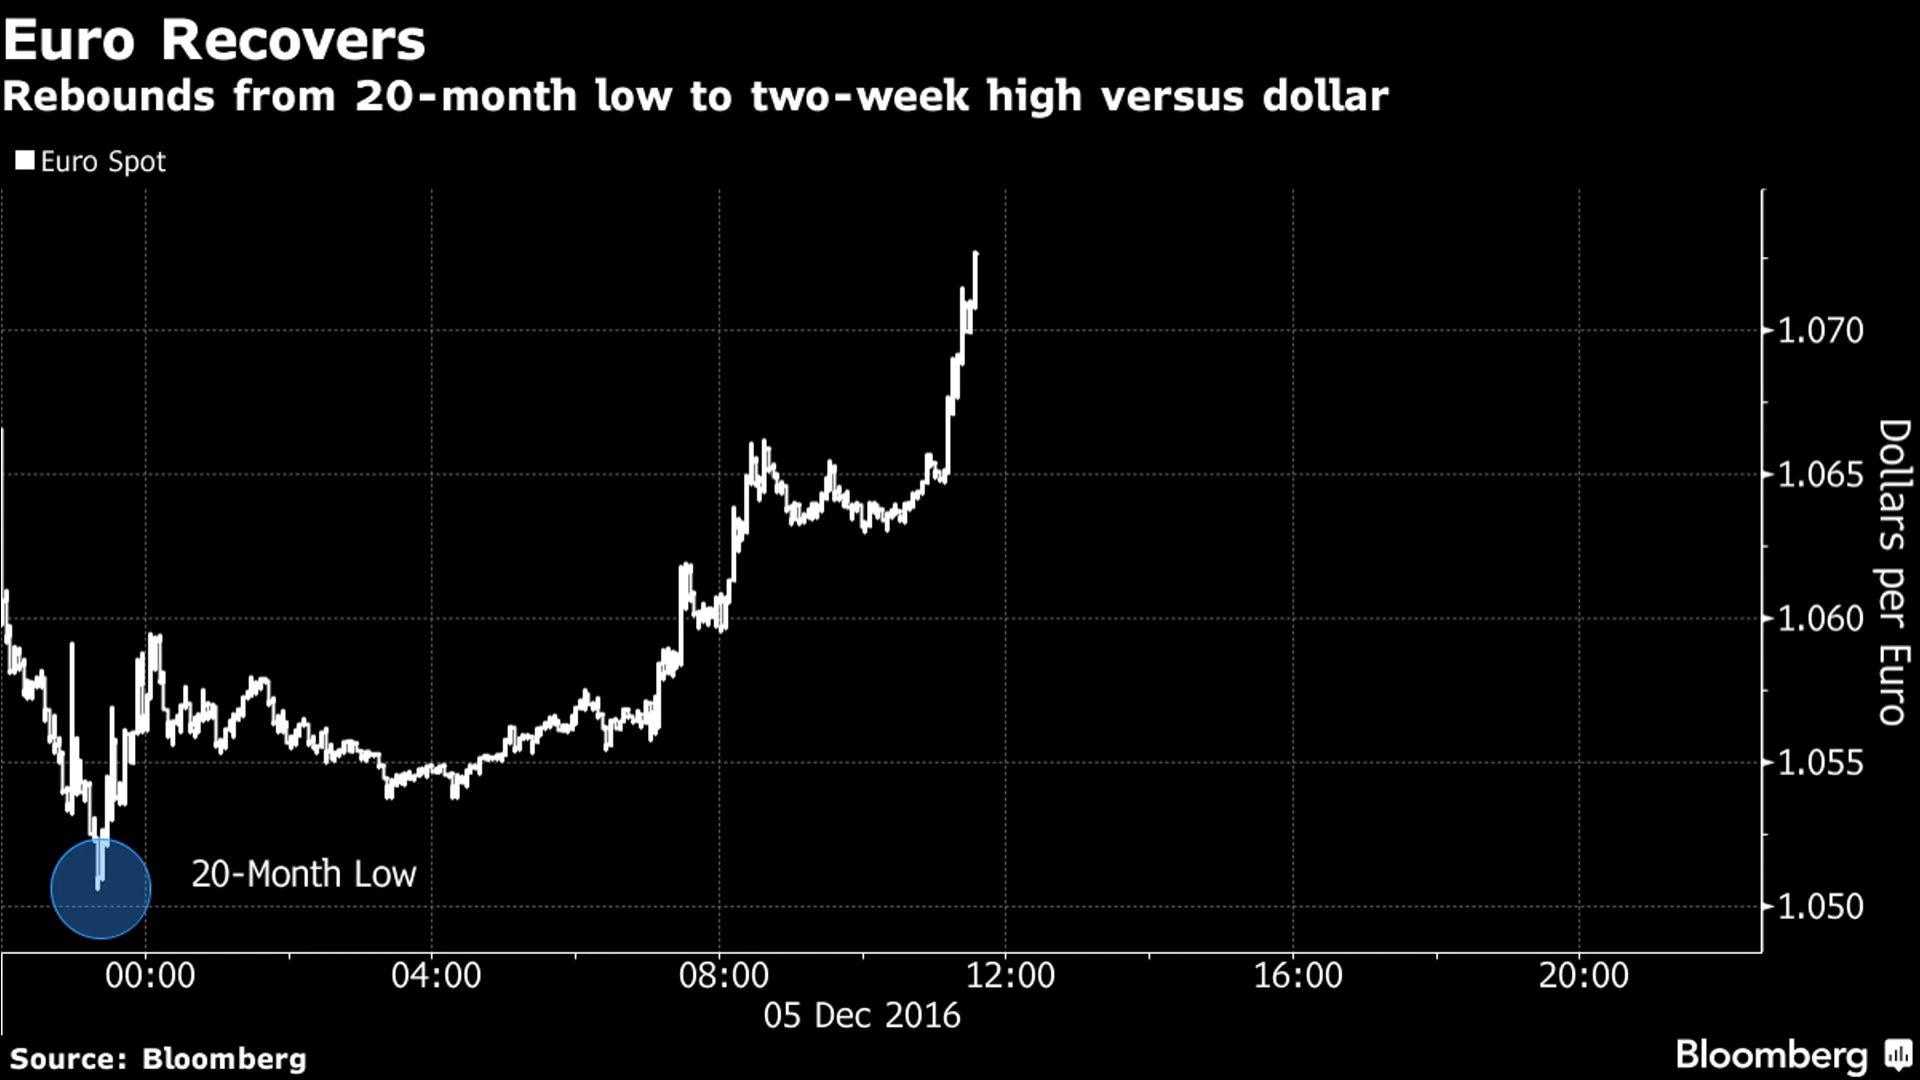 Euro Recovers
Rebounds from 20-month low to two-week high versus dollar
Euro Spot
1.070
1.065
1.060
1.055
1.050
Dollars per Euro
20-Month Low
00:00 04:00 08:00 12:00 16:00 20:00
05 Dec 2016
Source: Bloomberg
Bloomberg